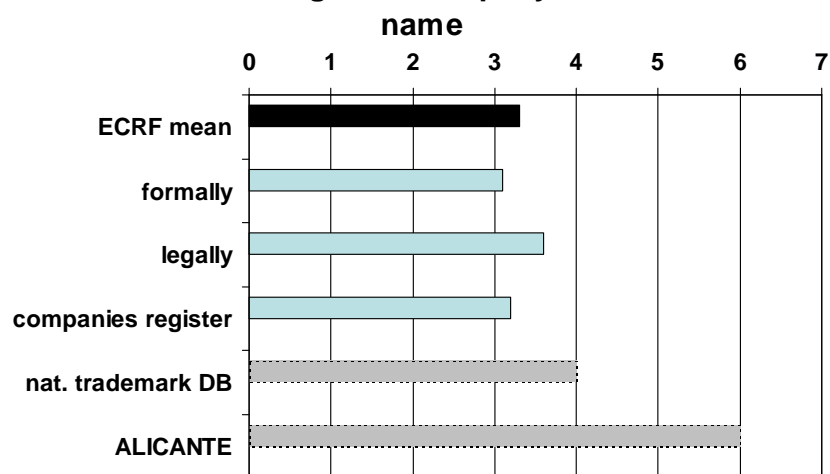 name
0 1 2 3 4 5 6 7
ECRF mean
formally
legally
companies register
nat. trademark DB
ALICANTE